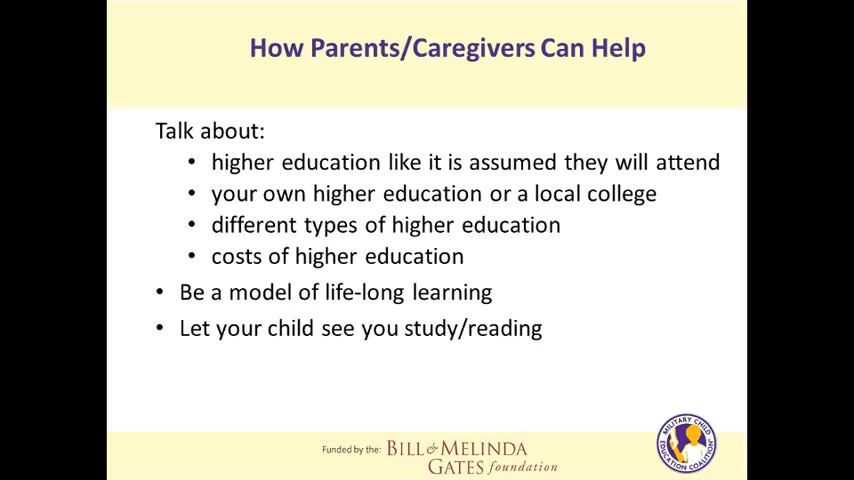 How Parents/Caregivers Can Help
Talk about:
• higher education like it is assumed they will attend
• your own higher education or a local college
• different types of higher education
• costs of higher education
• Be a model of life-long learning
• Let your child see you study/reading
Funded by the: BILL & MELINDA
GATES foundation
MILITARY CHILD
EDUCATION COALITION